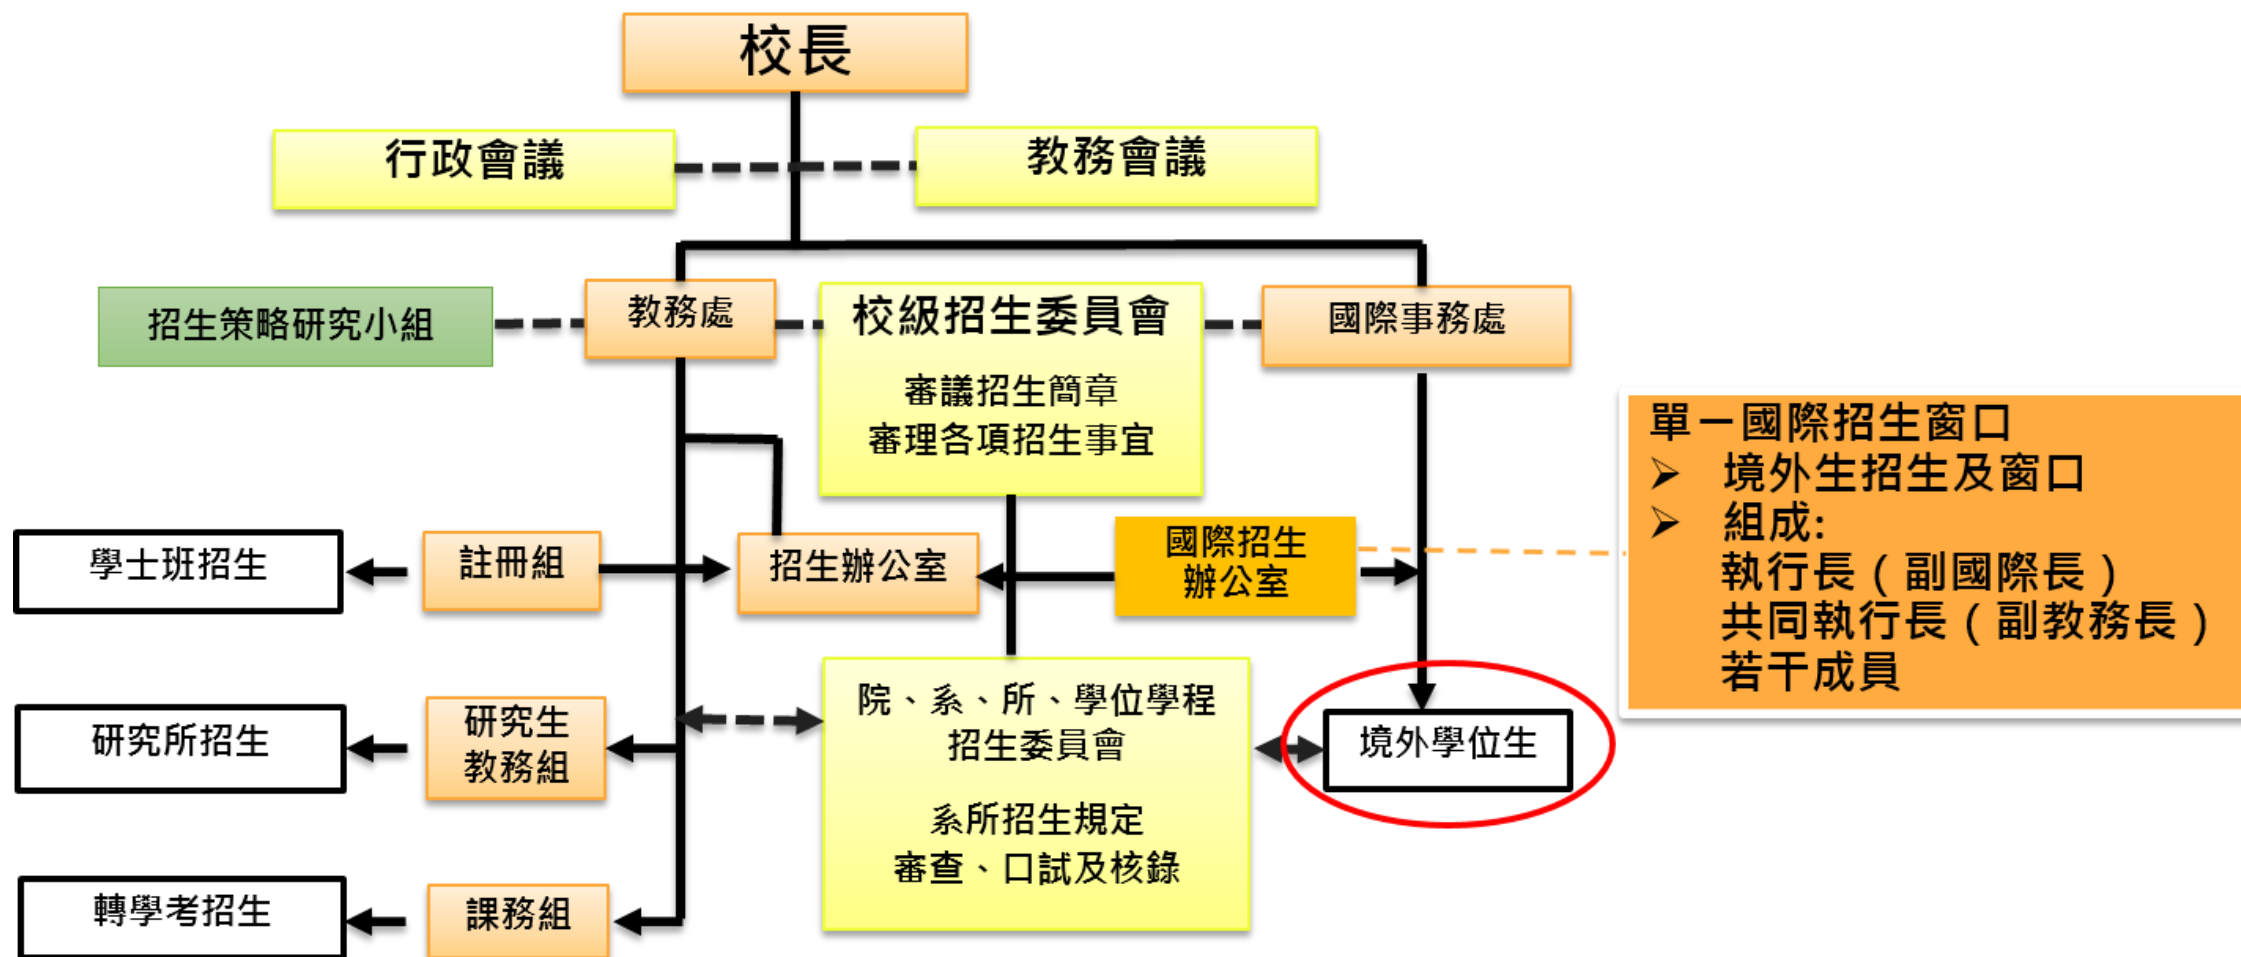 校長
行政會議
教務會議
招生策略研究小組
教務處
校級招生委員會
審議招生簡章
審理各項招生事宜
國際事務處
單一國際招生窗口
➢ 境外生招生及窗口
➢ 組成:
執行長（副國際長）
共同執行長（副教務長）
若干成員
學士班招生
註冊組
招生辦公室
國際招生
辦公室
研究所招生
研究生
教務組
院、系、所、學位學程
招生委員會
系所招生規定
審查、口試及核錄
境外學位生
轉學考招生
課務組